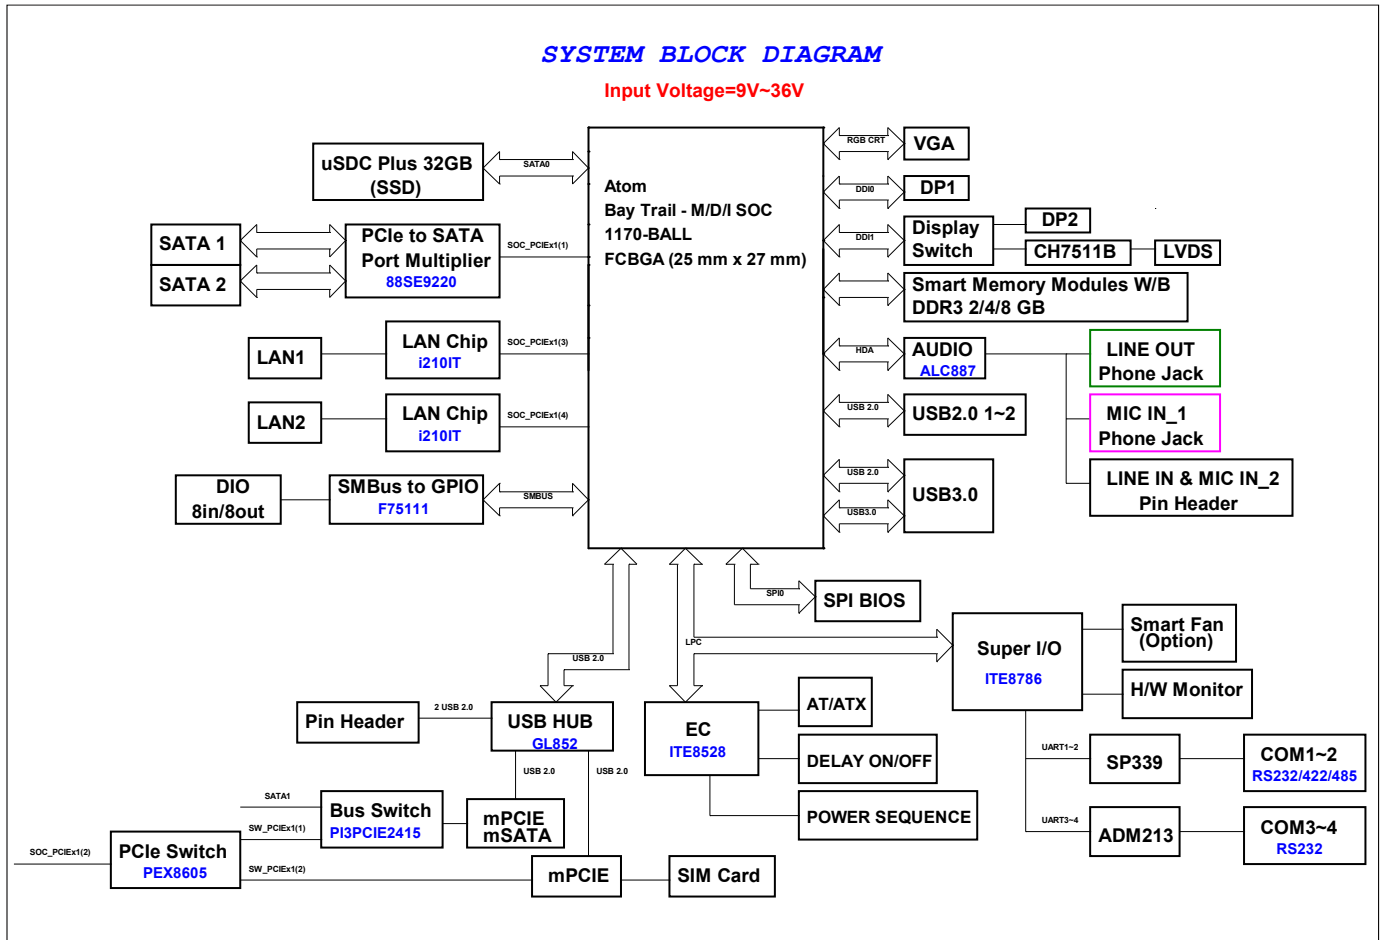 SYSTEM BLOCK DIAGRAM
Input Voltage=9V~36V
uSDC Plus 32GB
(SSD)
SATA0
SATA 1
SATA 2
PCIe to SATA
Port Multiplier
88SE9220
SOC_PCIEx1(1)
LAN1
LAN Chip
i210IT
SOC_PCIEx1(3)
LAN2
LAN Chip
i210IT
SOC_PCIEx1(4)
DIO
8in/8out
SMBus to GPIO
F75111
SMBUS
Atom
Bay Trail - M/D/I SOC
1170-BALL
FCBGA (25 mm x 27 mm)
RGB CRT
VGA
DDI0
DP1
DDI1
Display
Switch
DP2
CH7511B
LVDS
Smart Memory Modules W/B
DDR3 2/4/8 GB
HDA
AUDIO
ALC887
LINE OUT
Phone Jack
MIC IN_1
Phone Jack
LINE IN & MIC IN_2
Pin Header
USB 2.0
USB2.0 1~2
USB 2.0
USB3.0
USB3.0
SPI0
SPI BIOS
LPC
USB 2.0
Super I/O
ITE8786
Smart Fan
(Option)
H/W Monitor
Pin Header
2 USB 2.0
USB HUB
GL852
EC
ITE8528
AT/ATX
DELAY ON/OFF
POWER SEQUENCE
UART1~2
SP339
COM1~2
RS232/422/485
UART3~4
ADM213
COM3~4
RS232
USB 2.0
USB 2.0
SATA1
SW_PCIEx1(1)
Bus Switch
PI3PCIE2415
mPCIE
mSATA
SOC_PCIEx1(2)
PCIe Switch
PEX8605
SW_PCIEx1(2)
mPCIE
SIM Card